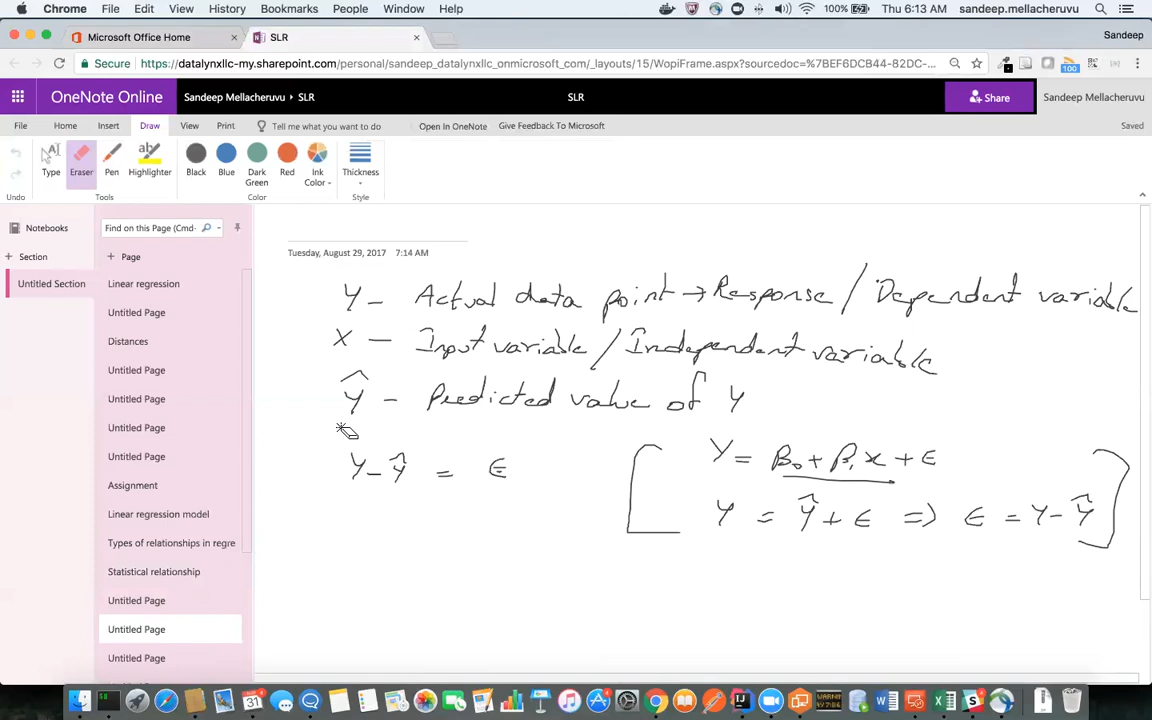 Chrome File Edit View History Bookmarks People Window Help 100% Thu 6:13 AM sandeep.mellacheruvu
Microsoft Office Home SLR Sandeep
Secure https://datalynxllc-my.sharepoint.com/personal/sandeep_datalynxllc_onmicrosoft_com/_layouts/15/WopiFrame.aspx?sourcedoc=%7BEF6DCB44-82DC-...
OneNote Online Sandeep Mellacheruvu ▸ SLR SLR Share Sandeep Mellacheruvu
File Home Insert Draw View Print Tell me what you want to do Open In OneNote Give Feedback To Microsoft Saved
Type Eraser Pen Highlighter Black Blue Dark Green Red Ink Color Thickness
Undo Tools Color Style
Notebooks Find on this Page (Cmd-
+ Section + Page
Untitled Section
Linear regression
Untitled Page
Distances
Untitled Page
Untitled Page
Untitled Page
Untitled Page
Assignment
Linear regression model
Types of relationships in regre
Statistical relationship
Untitled Page
Untitled Page
Untitled Page
Tuesday, August 29, 2017 7:14 AM
Y - Actual data point → Response / Dependent variable
X - Input variable / Independent variable
Ŷ - Predicted value of Y
Y - Ŷ = ε
Y = β₀ + β₁x + ε
Y = Ŷ + ε ⇒ ε = Y - Ŷ